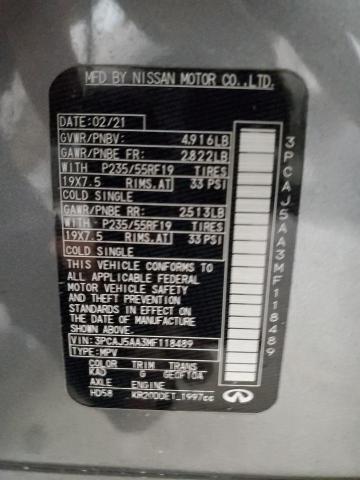 MFD BY NISSAN MOTOR CO.,LTD.
DATE:02/21
GVWR/PNBV: 4,916LB
GAWR/PNBE FR: 2822LB
WITH P235/55RF19 TIRES
19X7.5 RIMS,AT 33 PSI
COLD SINGLE
GAWR/PNBE RR: 2513LB
WITH P235/55RF19 TIRES
19X7.5 RIMS,AT 33 PSI
COLD SINGLE
THIS VEHICLE CONFORMS TO
ALL APPLICABLE FEDERAL
MOTOR VEHICLE SAFETY
AND THEFT PREVENTION
STANDARDS IN EFFECT ON
THE DATE OF MANUFACTURE
SHOWN ABOVE.
VIN:3PCAJ5AA3MF118489
TYPE:MPV
COLOR TRIM TRANS
KAD G
AXLE ENGINE
HD58 KR20DDET_1997cc
3PCAJ5AA3MF118489